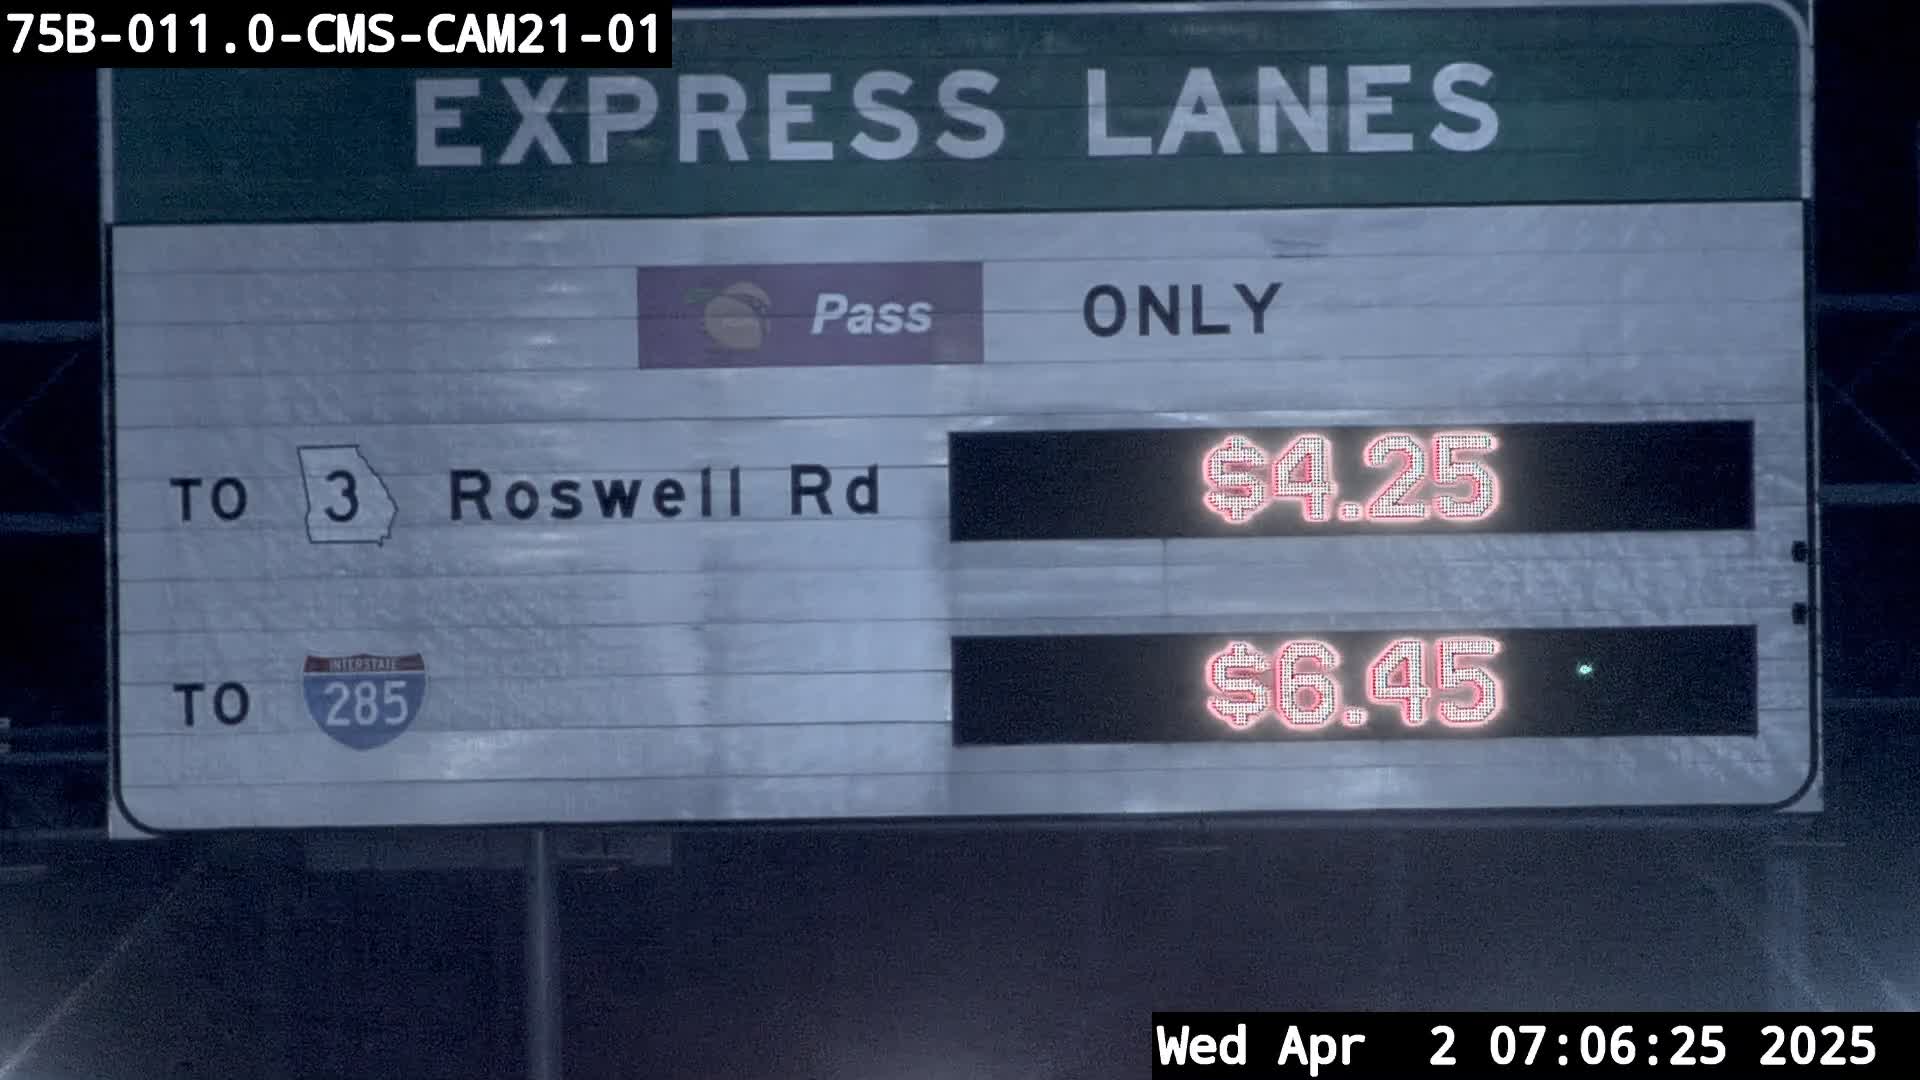 75B-011.0-CMS-CAM21-01
EXPRESS LANES
Pass ONLY
TO 3 Roswell Rd $4.25
TO INTERSTATE 285 $6.45
Wed Apr 2 07:06:25 2025